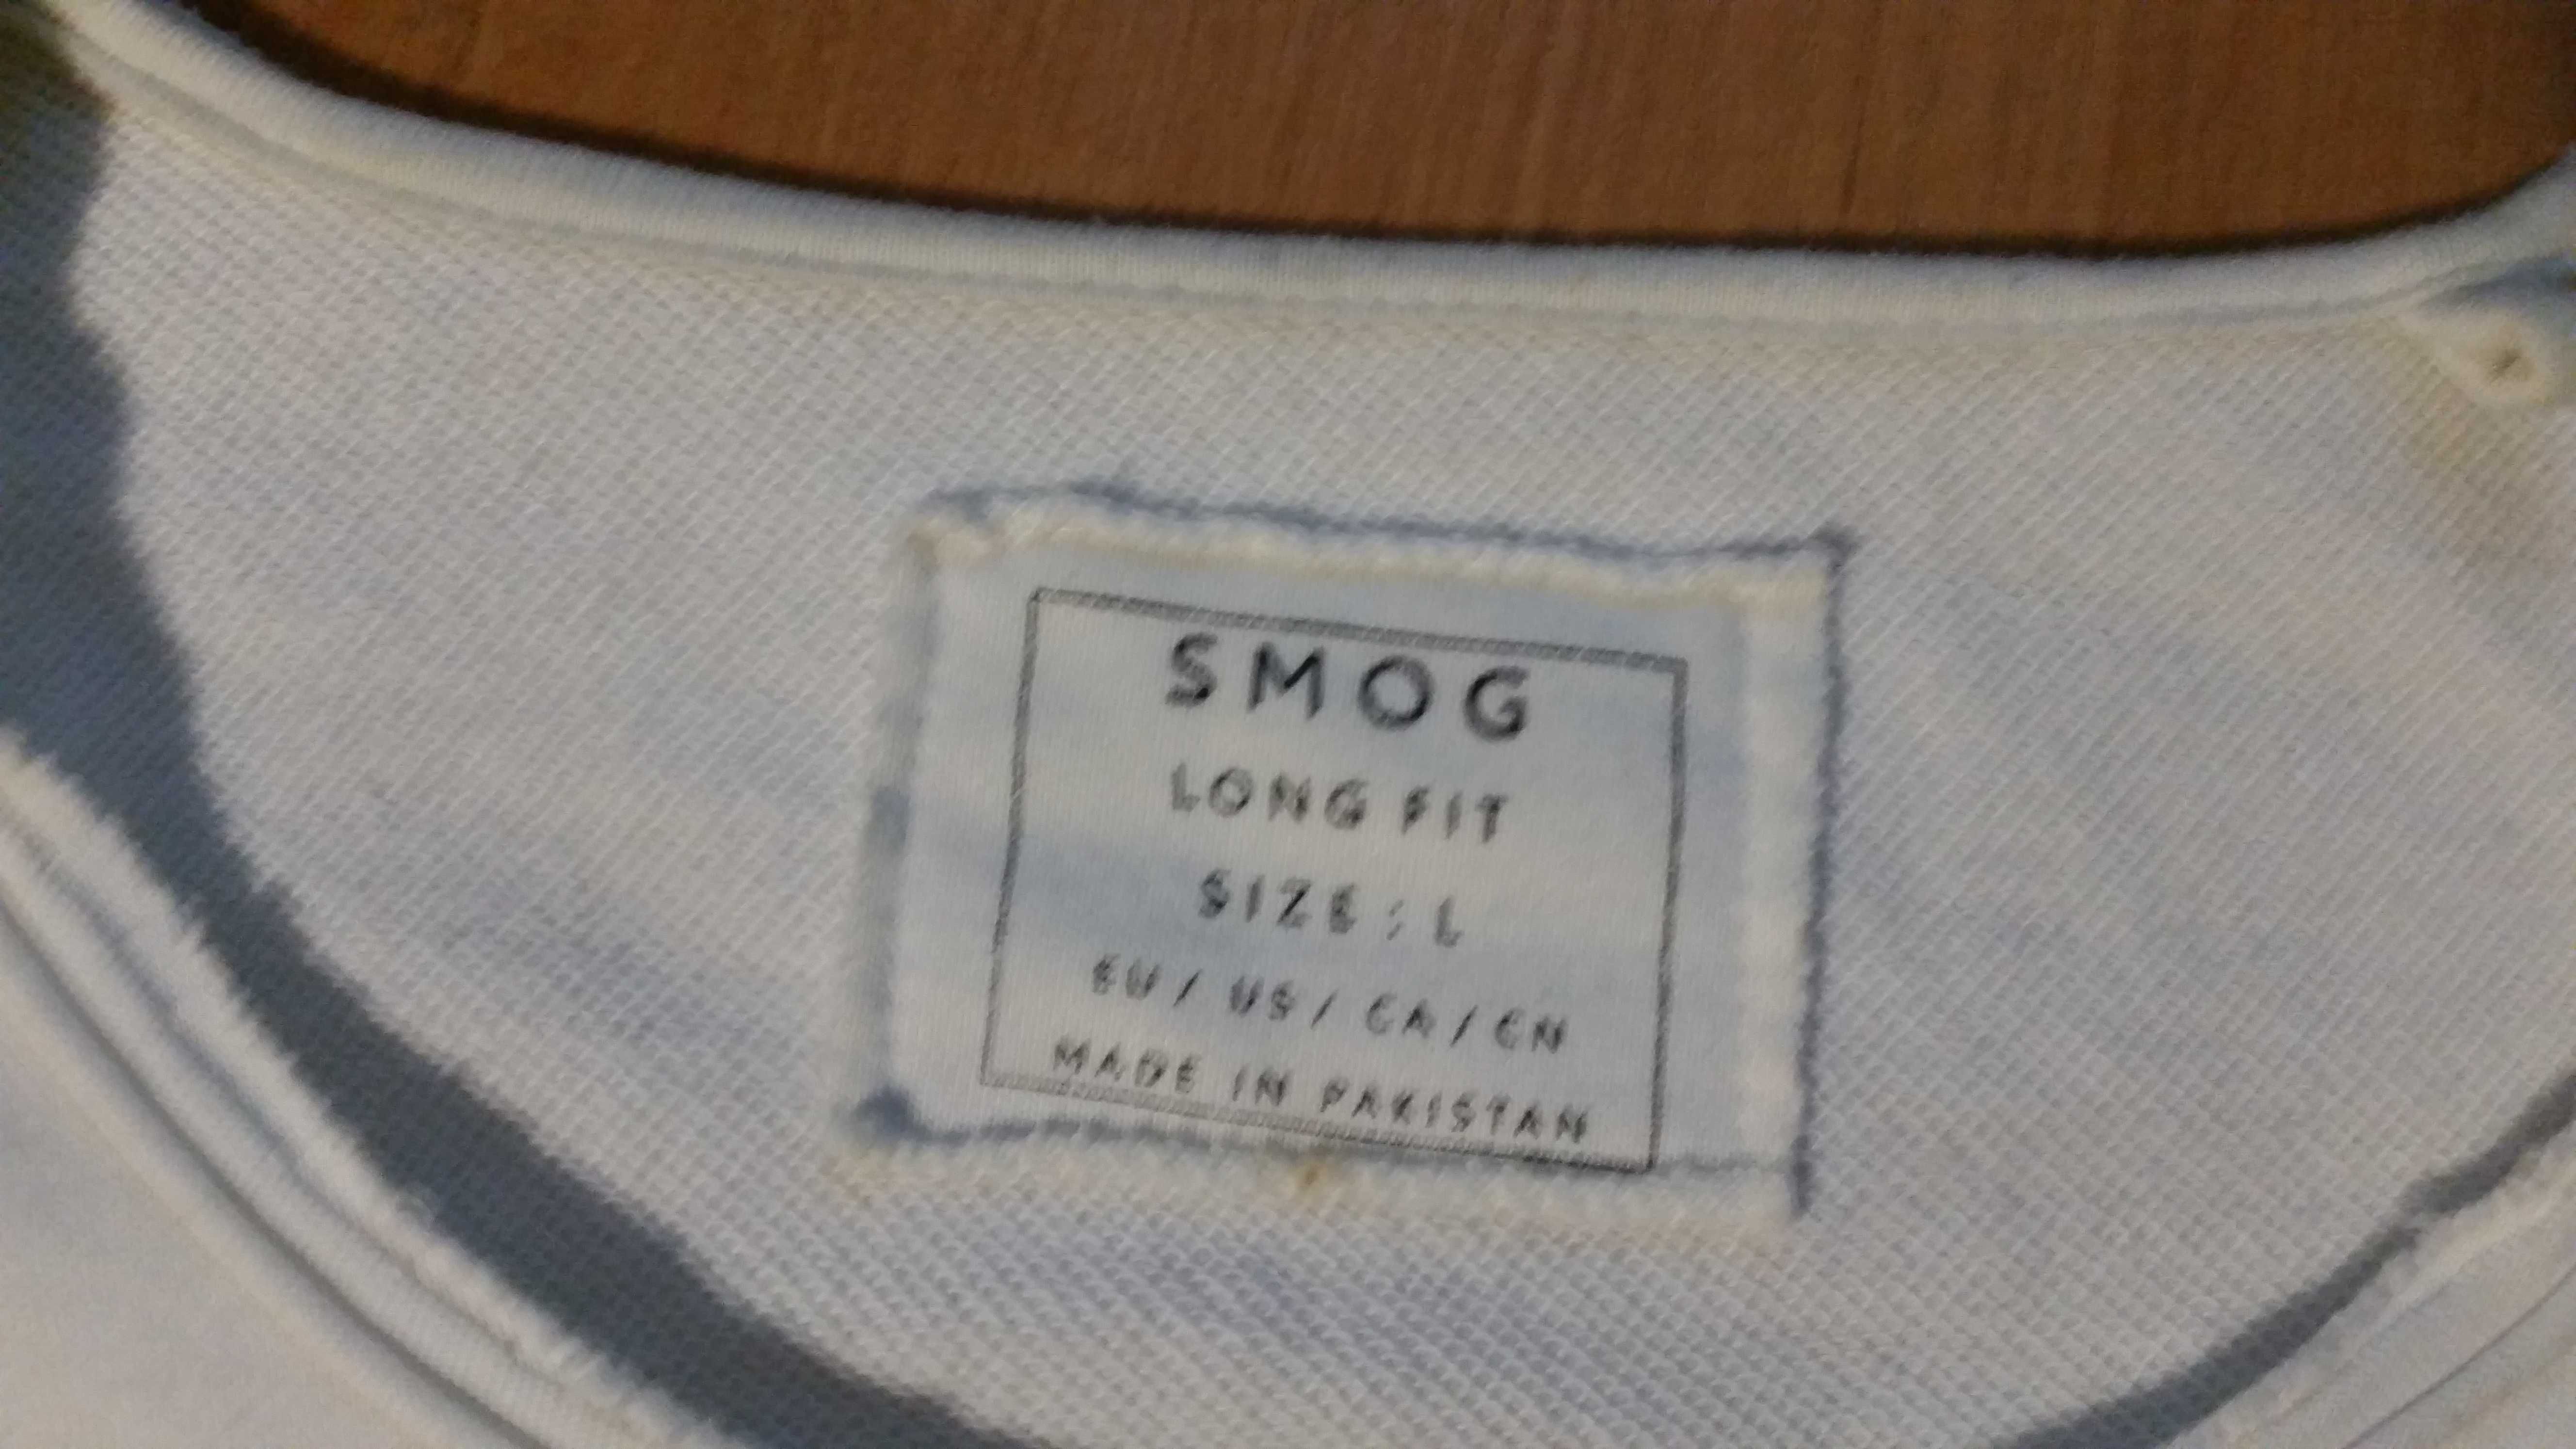 SMOG
LONG FIT
SIZE : L
EU / US / CA / CN
MADE IN PAKISTAN